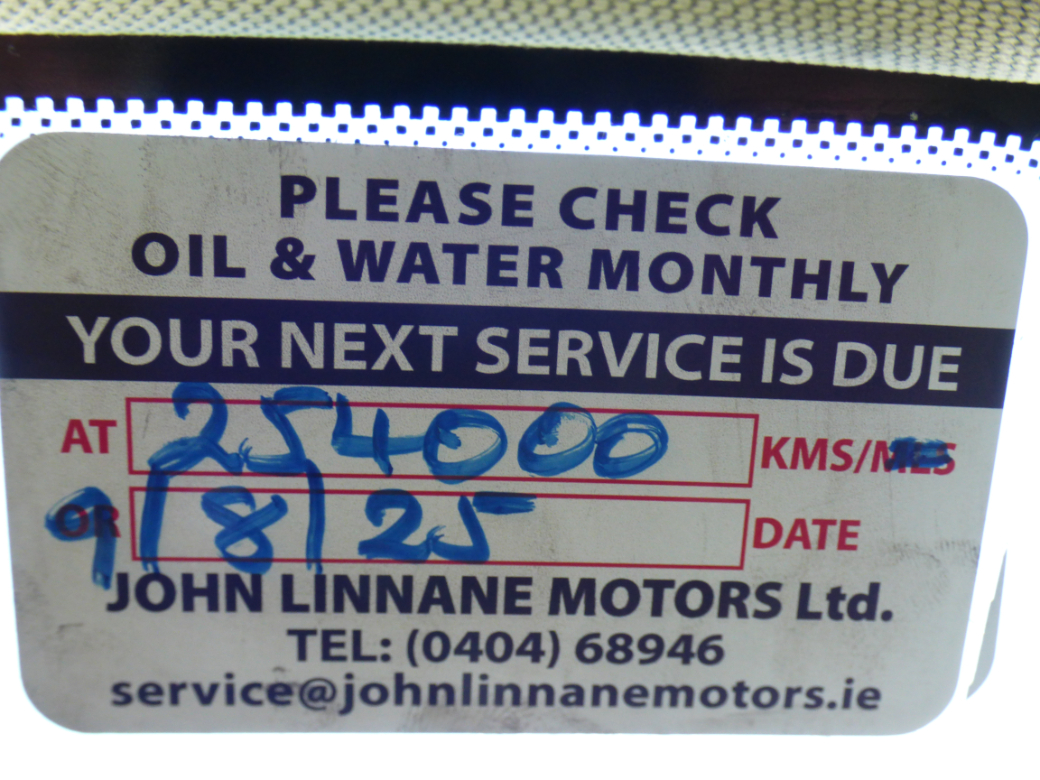 PLEASE CHECK
OIL & WATER MONTHLY
YOUR NEXT SERVICE IS DUE
AT 254000 KMS/MLS
OR 9/8/25 DATE
JOHN LINNANE MOTORS Ltd.
TEL: (0404) 68946
service@johnlinnanemotors.ie